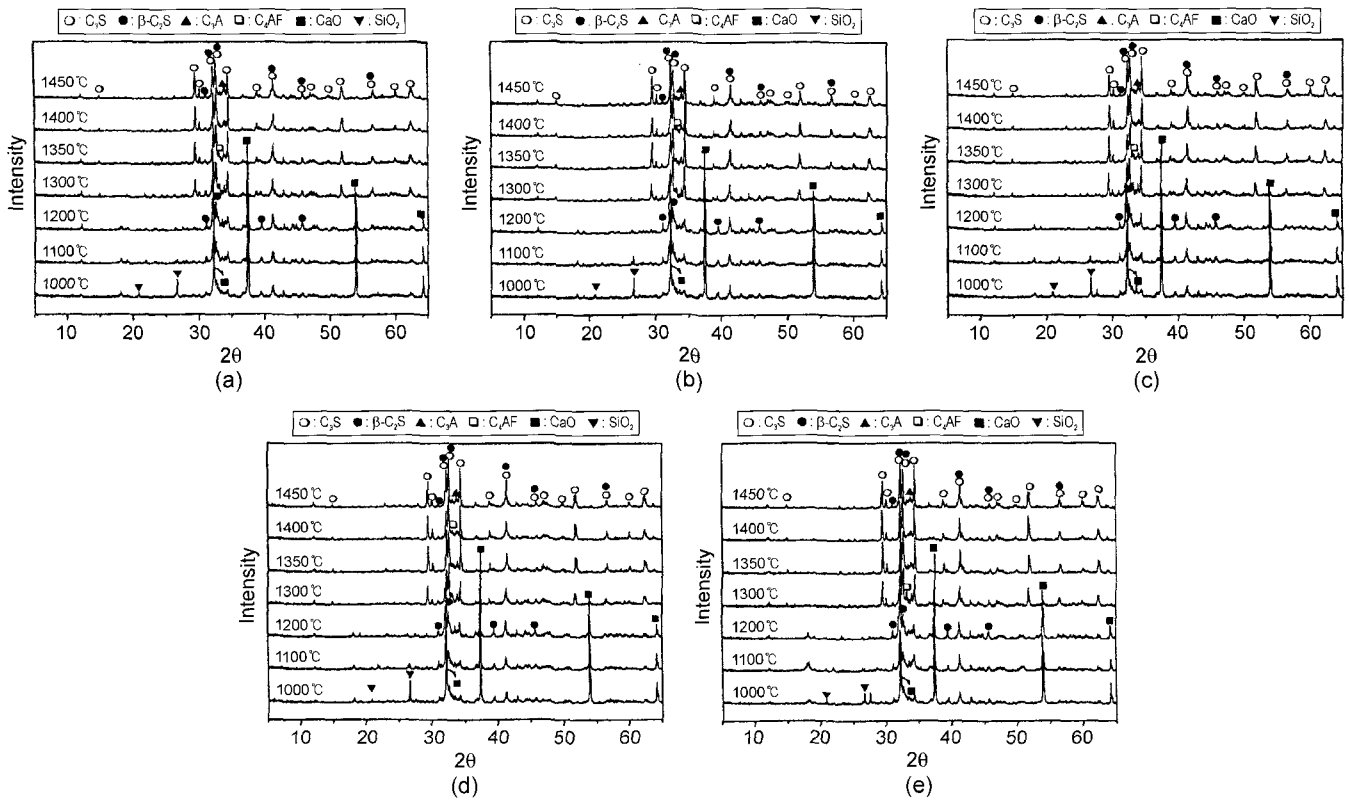 ○ : C₃S ● : β-C₂S ▲ : C₃A □ : C₄AF ■ : CaO ▼ : SiO₂
1450℃
1400℃
1350℃
1300℃
1200℃
1100℃
1000℃
Intensity
10 20 30 40 50 60
2θ
(a)
○ : C₃S ● : β-C₂S ▲ : C₃A □ : C₄AF ■ : CaO ▼ : SiO₂
1450℃
1400℃
1350℃
1300℃
1200℃
1100℃
1000℃
Intensity
10 20 30 40 50 60
2θ
(b)
○ : C₃S ● : β-C₂S ▲ : C₃A □ : C₄AF ■ : CaO ▼ : SiO₂
1450℃
1400℃
1350℃
1300℃
1200℃
1100℃
1000℃
Intensity
10 20 30 40 50 60
2θ
(c)
○ : C₃S ● : β-C₂S ▲ : C₃A □ : C₄AF ■ : CaO ▼ : SiO₂
1450℃
1400℃
1350℃
1300℃
1200℃
1100℃
1000℃
Intensity
10 20 30 40 50 60
2θ
(d)
○ : C₃S ● : β-C₂S ▲ : C₃A □ : C₄AF ■ : CaO ▼ : SiO₂
1450℃
1400℃
1350℃
1300℃
1200℃
1100℃
1000℃
Intensity
10 20 30 40 50 60
2θ
(e)